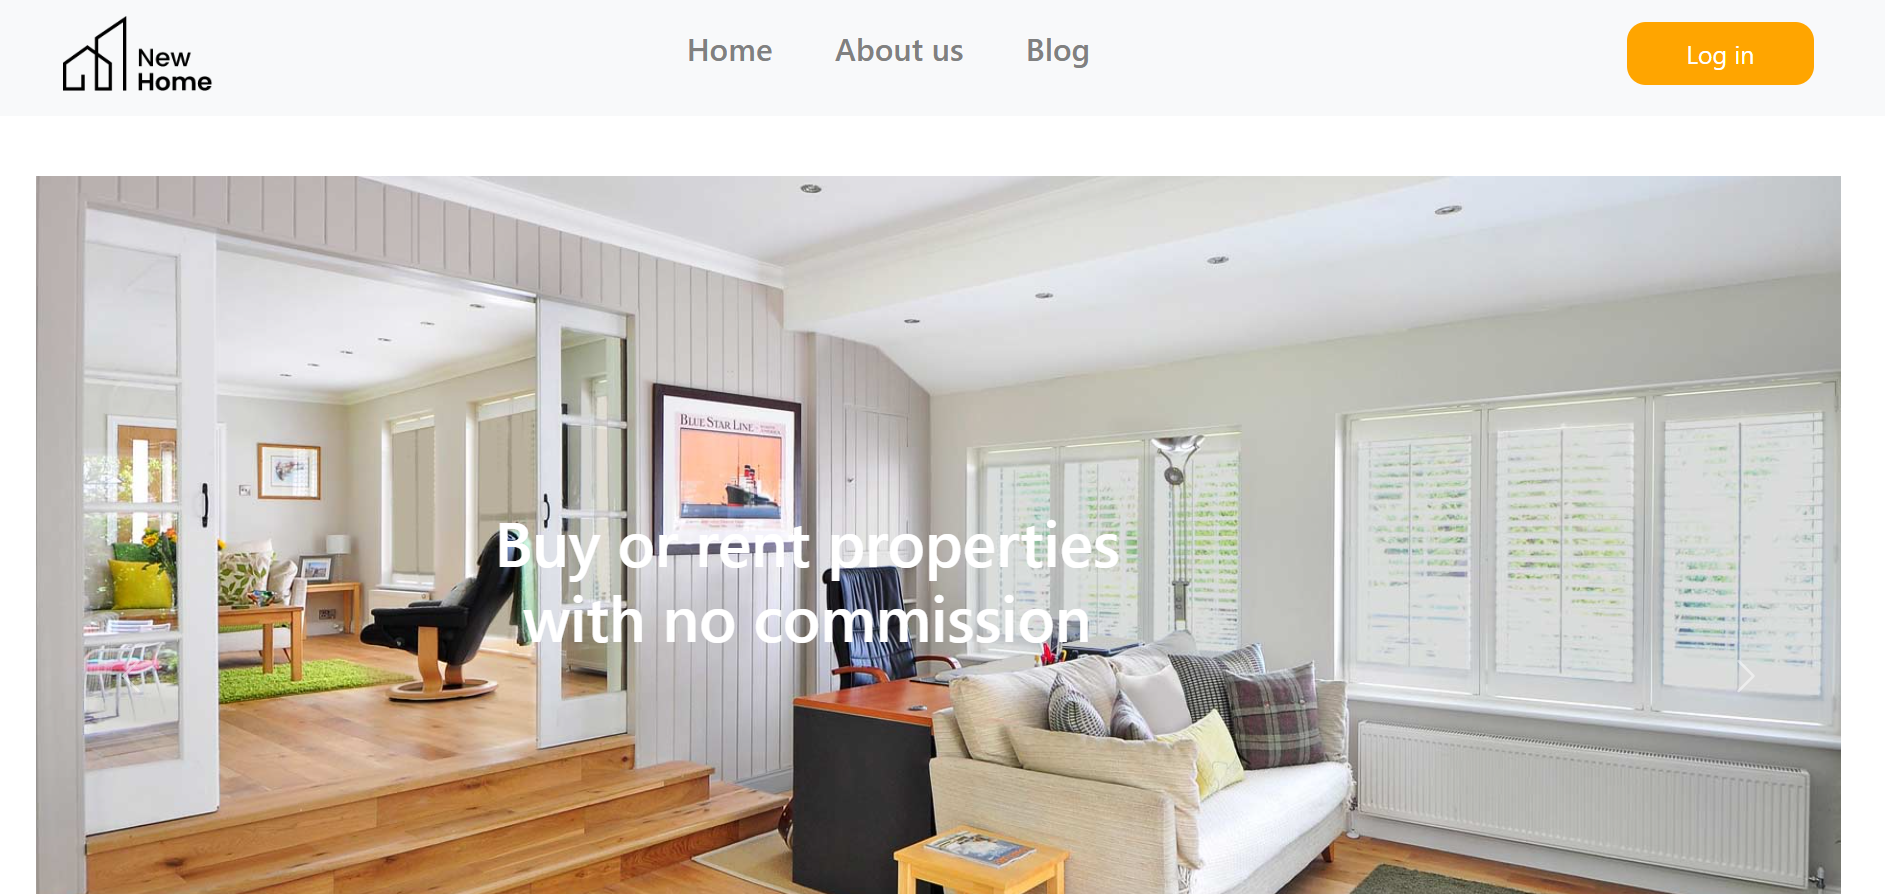 New
Home
Home
About us
Blog
Log in
BLUE STAR LINE
Buy or rent properties
with no commission